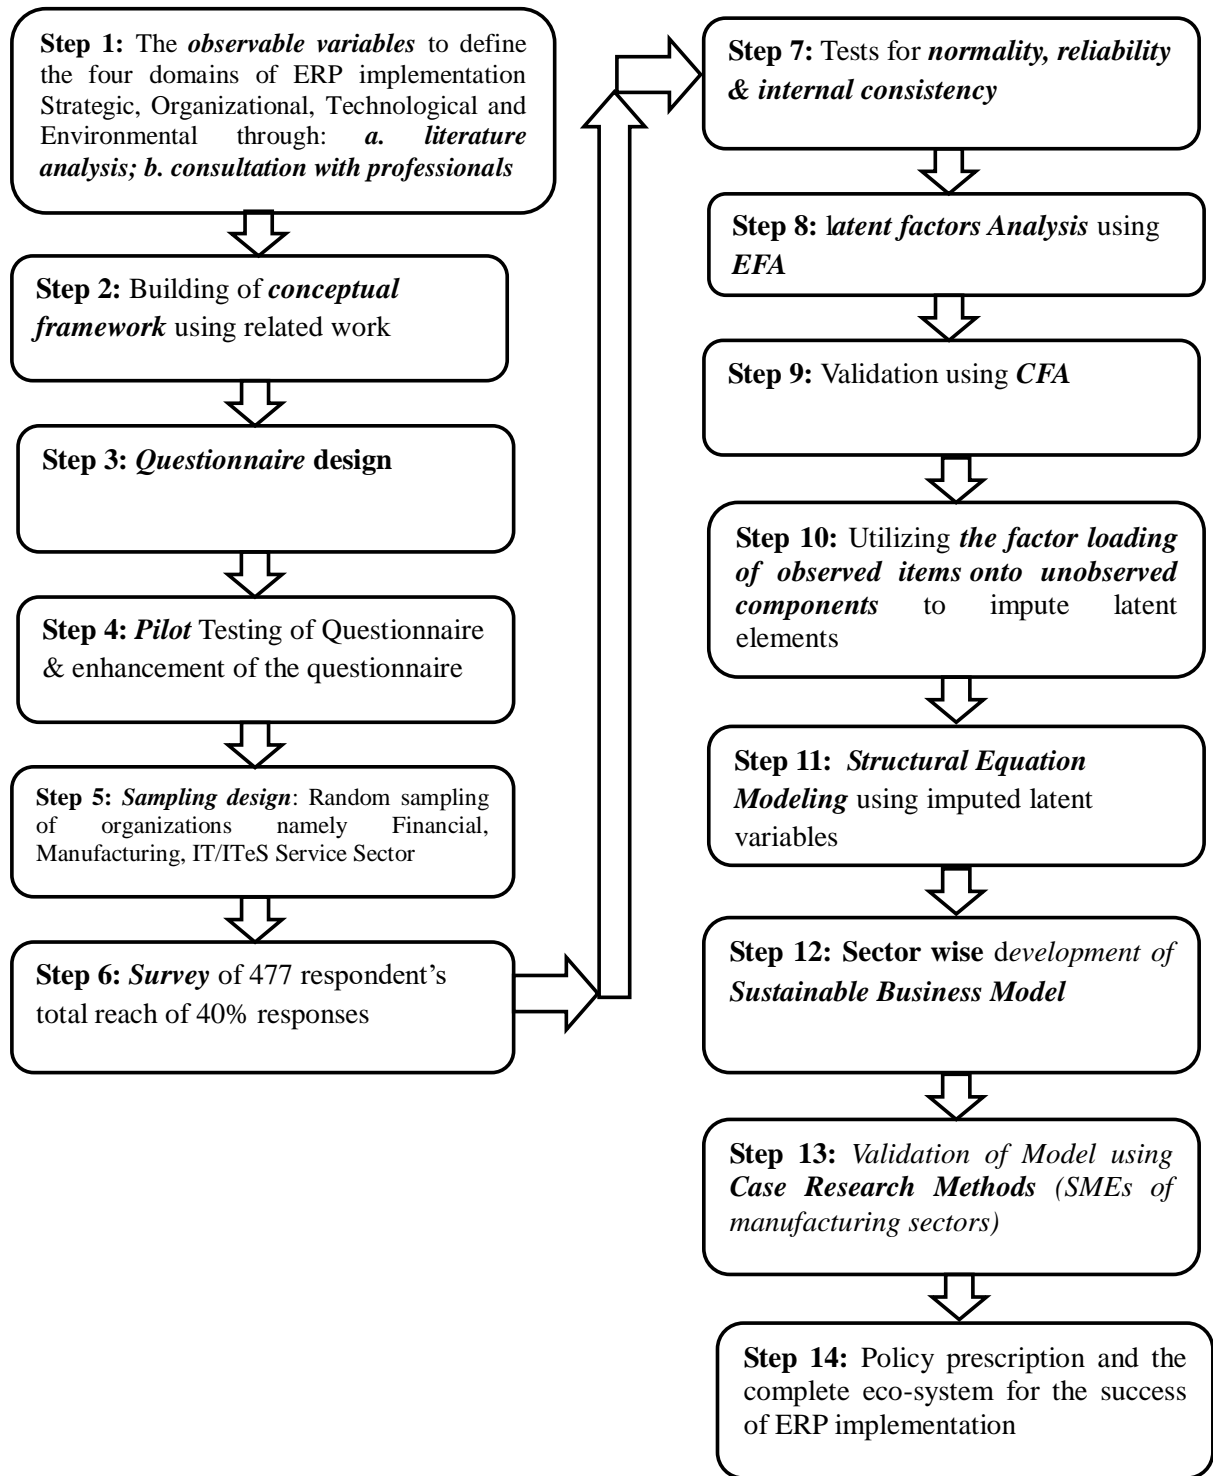 Step 1: The observable variables to define
the four domains of ERP implementation
Strategic, Organizational, Technological and
Environmental through: a. literature
analysis; b. consultation with professionals
Step 2: Building of conceptual
framework using related work
Step 3: Questionnaire design
Step 4: Pilot Testing of Questionnaire
& enhancement of the questionnaire
Step 5: Sampling design: Random sampling
of organizations namely Financial,
Manufacturing, IT/ITeS Service Sector
Step 6: Survey of 477 respondent's
total reach of 40% responses
Step 7: Tests for normality, reliability
& internal consistency
Step 8: latent factors Analysis using
EFA
Step 9: Validation using CFA
Step 10: Utilizing the factor loading
of observed items onto unobserved
components to impute latent
elements
Step 11: Structural Equation
Modeling using imputed latent
variables
Step 12: Sector wise development of
Sustainable Business Model
Step 13: Validation of Model using
Case Research Methods (SMEs of
manufacturing sectors)
Step 14: Policy prescription and the
complete eco-system for the success
of ERP implementation